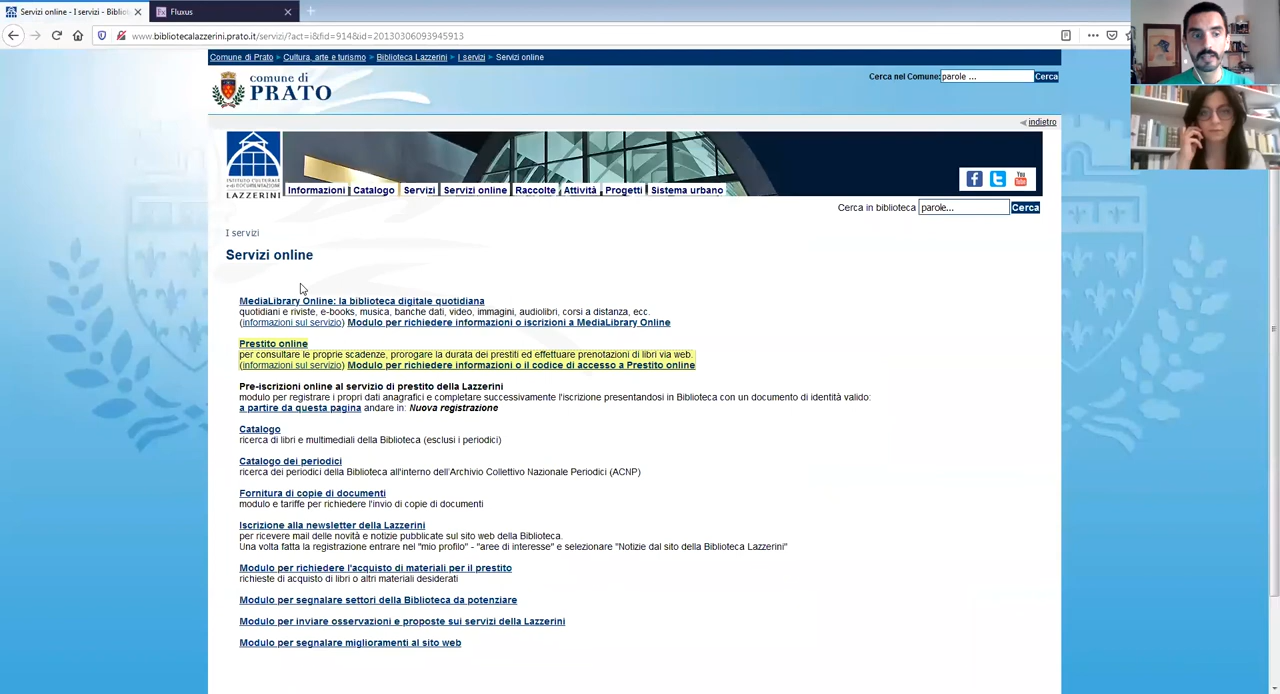 Servizi online - I servizi - Bibliot
Fluxus
www.bibliotecalazzerini.prato.it/servizi/?act=i&fid=914&id=20130306093945913
Comune di Prato > Cultura, arte e turismo > Biblioteca Lazzerini > I servizi > Servizi online
comune di
PRATO
Cerca nel Comune: parole ... Cerca
indietro
ISTITUTO CULTURALE
e di DOCUMENTAZIONE
LAZZERINI
Informazioni Catalogo Servizi Servizi online Raccolte Attività Progetti Sistema urbano
You Tube
Cerca in biblioteca parole... Cerca
I servizi
Servizi online
MediaLibrary Online: la biblioteca digitale quotidiana
quotidiani e riviste, e-books, musica, banche dati, video, immagini, audiolibri, corsi a distanza, ecc.
(informazioni sul servizio) Modulo per richiedere informazioni o iscrizioni a MediaLibrary Online
Prestito online
per consultare le proprie scadenze, prorogare la durata dei prestiti ed effettuare prenotazioni di libri via web.
(informazioni sul servizio) Modulo per richiedere informazioni o il codice di accesso a Prestito online
Pre-iscrizioni online al servizio di prestito della Lazzerini
modulo per registrare i propri dati anagrafici e completare successivamente l'iscrizione presentandosi in Biblioteca con un documento di identità valido:
a partire da questa pagina andare in: Nuova registrazione
Catalogo
ricerca di libri e multimediali della Biblioteca (esclusi i periodici)
Catalogo dei periodici
ricerca dei periodici della Biblioteca all'interno dell'Archivio Collettivo Nazionale Periodici (ACNP)
Fornitura di copie di documenti
modulo e tariffe per richiedere l'invio di copie di documenti
Iscrizione alla newsletter della Lazzerini
per ricevere mail delle novità e notizie pubblicate sul sito web della Biblioteca.
Una volta fatta la registrazione entrare nel "mio profilo" - "aree di interesse" e selezionare "Notizie dal sito della Biblioteca Lazzerini"
Modulo per richiedere l'acquisto di materiali per il prestito
richieste di acquisto di libri o altri materiali desiderati
Modulo per segnalare settori della Biblioteca da potenziare
Modulo per inviare osservazioni e proposte sui servizi della Lazzerini
Modulo per segnalare miglioramenti al sito web